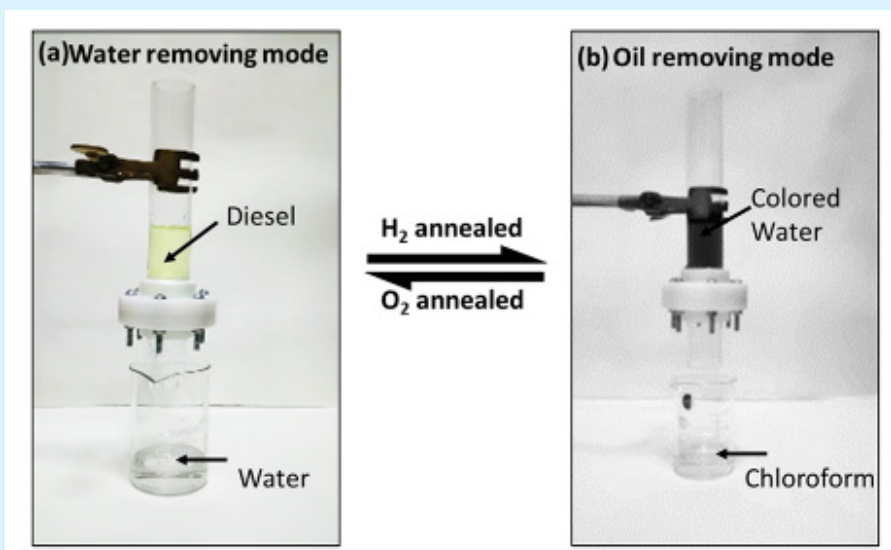 (a)Water removing mode
Diesel
Water
H₂ annealed
O₂ annealed
(b) Oil removing mode
Colored
Water
Chloroform